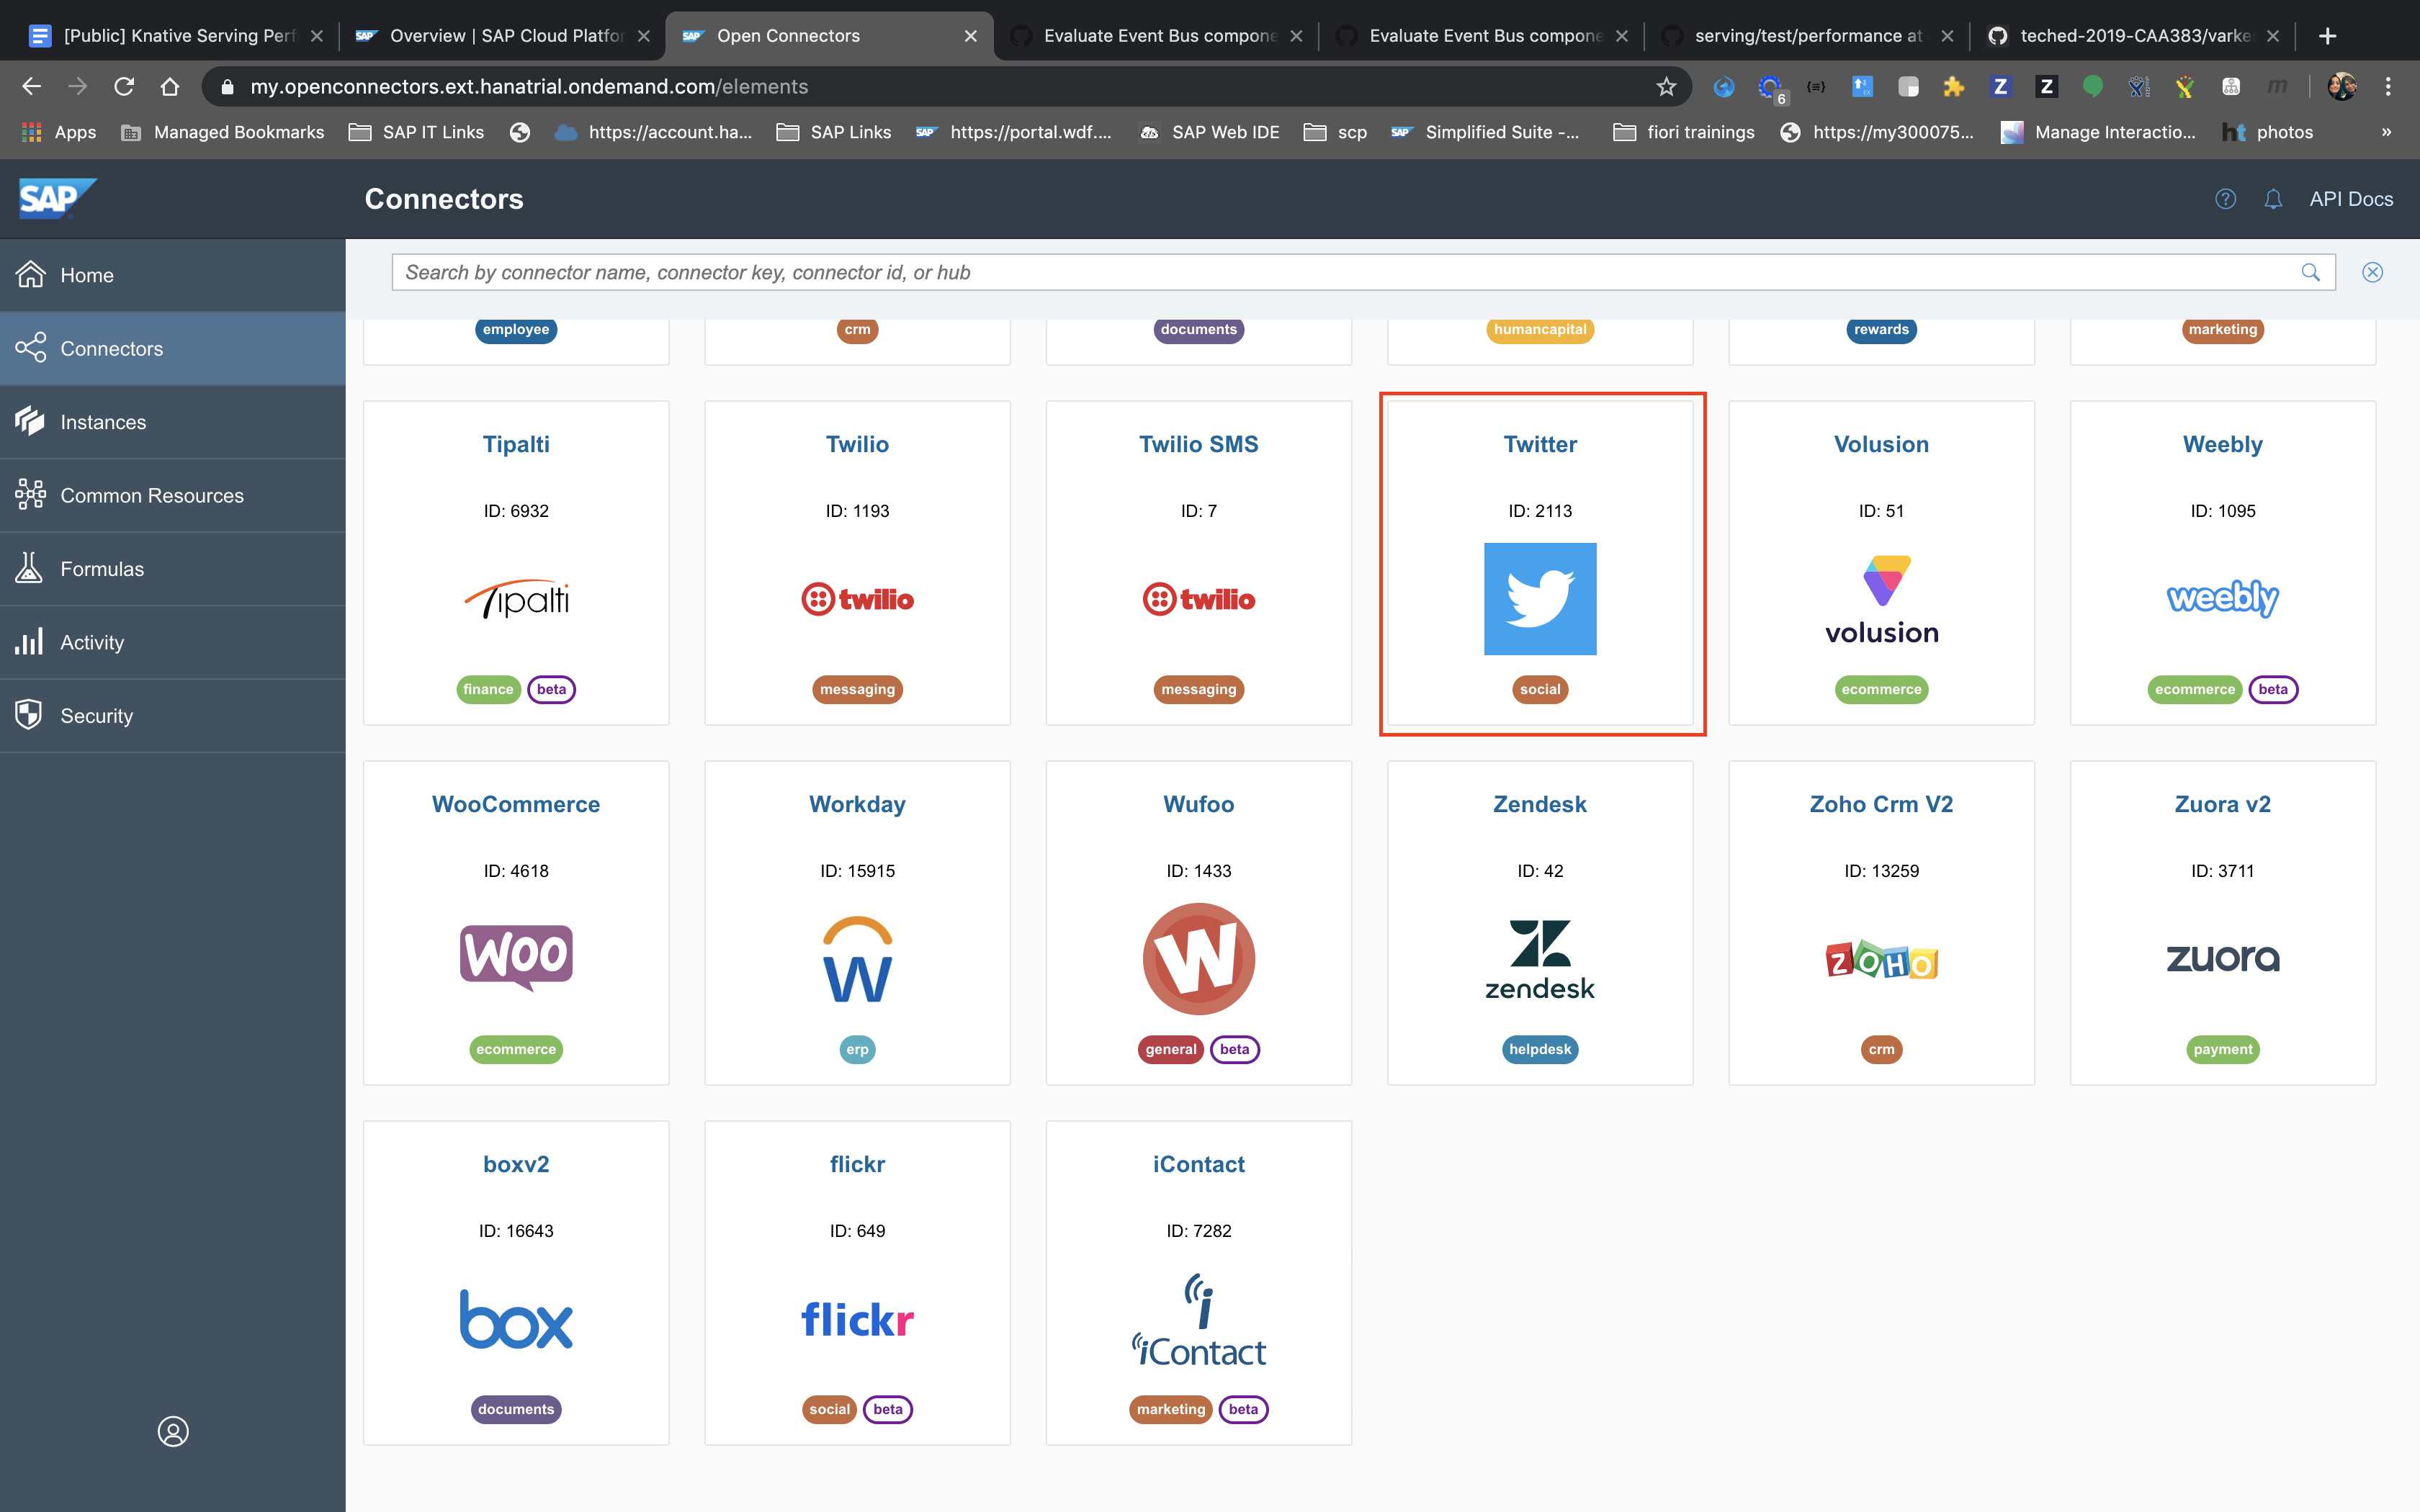 [Public] Knative Serving Perf
Overview | SAP Cloud Platfor
Open Connectors
Evaluate Event Bus compone
Evaluate Event Bus compone
serving/test/performance at
teched-2019-CAA383/varke
my.openconnectors.ext.hanatrial.ondemand.com/elements
6
Apps
Managed Bookmarks
SAP IT Links
https://account.ha...
SAP Links
https://portal.wdf....
SAP Web IDE
scp
Simplified Suite -...
fiori trainings
https://my300075...
Manage Interactio...
photos
»
SAP
Connectors
API Docs
Home
Connectors
Instances
Common Resources
Formulas
Activity
Security
Search by connector name, connector key, connector id, or hub
employee
crm
documents
humancapital
rewards
marketing
Tipalti
ID: 6932
Tipalti
finance beta
Twilio
ID: 1193
twilio
messaging
Twilio SMS
ID: 7
twilio
messaging
Twitter
ID: 2113
social
Volusion
ID: 51
volusion
ecommerce
Weebly
ID: 1095
weebly
ecommerce beta
WooCommerce
ID: 4618
WOO
ecommerce
Workday
ID: 15915
W
erp
Wufoo
ID: 1433
W
general beta
Zendesk
ID: 42
zendesk
helpdesk
Zoho Crm V2
ID: 13259
ZOHO
crm
Zuora v2
ID: 3711
zuora
payment
boxv2
ID: 16643
box
documents
flickr
ID: 649
flickr
social beta
iContact
ID: 7282
iContact
marketing beta